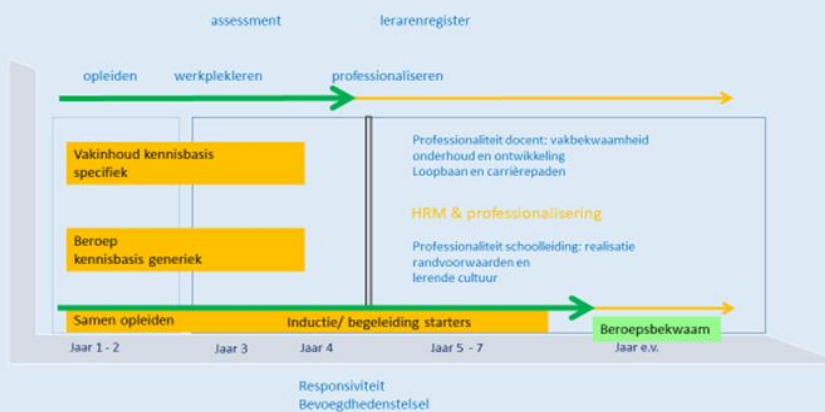 assessment
lerarenregister
opleiden
werkplekleren
professionaliseren
Vakinhoud kennisbasis
specifiek
Professionaliteit docent: vakbekwaamheid
onderhoud en ontwikkeling
Loopbaan en carrièrepaden
HRM & professionalisering
Beroep
kennisbasis generiek
Professionaliteit schoolleiding: realisatie
randvoorwaarden en
lerende cultuur
Samen opleiden
Inductie/ begeleiding starters
Beroepsbekwaam
Jaar 1 - 2
Jaar 3
Jaar 4
Jaar 5 - 7
Jaar e.v.
Responsiviteit
Bevoegdhedenstelsel